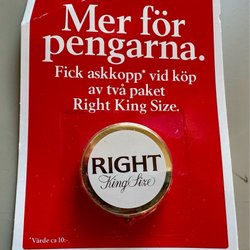 Mer för
pengarna.
Fick askkopp* vid köp
av två paket
Right King Size.
RIGHT
King Size
*Värde ca 10:-